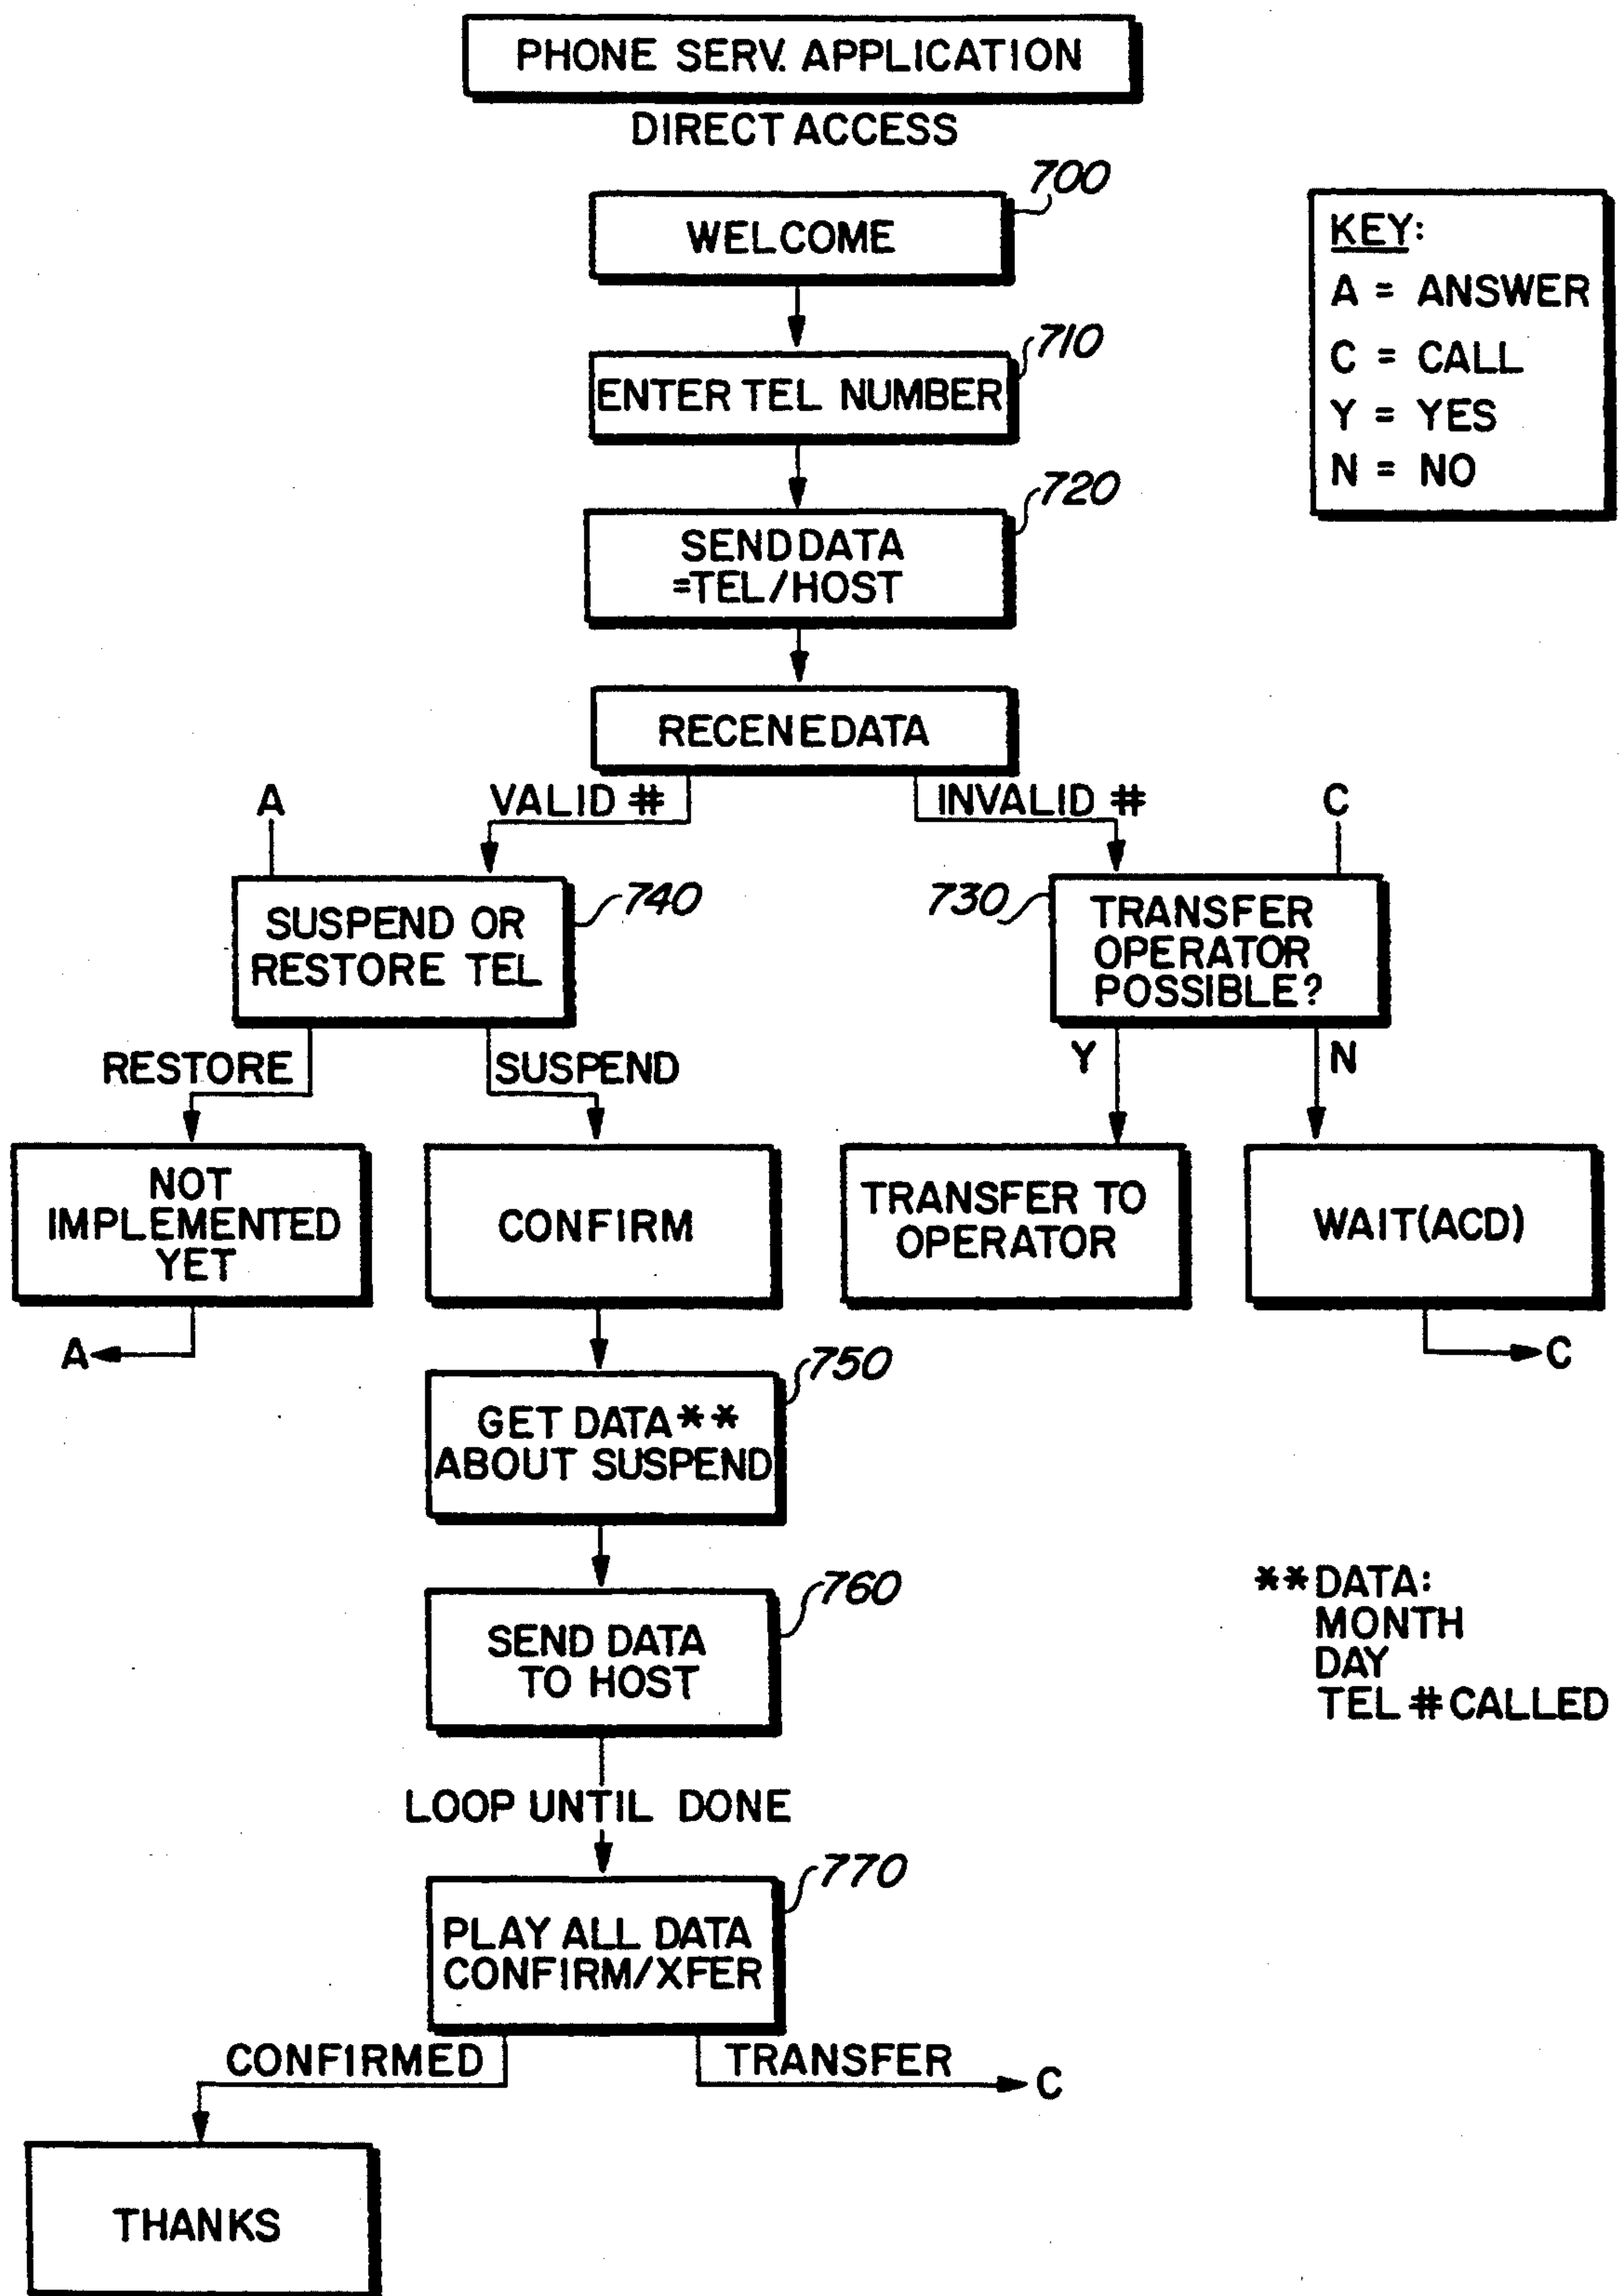 PHONE SERV. APPLICATION
DIRECT ACCESS
700
WELCOME
KEY:
A = ANSWER
C = CALL
Y = YES
N = NO
710
ENTER TEL NUMBER
720
SEND DATA
=TEL/HOST
RECENE DATA
A
VALID #
INVALID #
C
740
SUSPEND OR
RESTORE TEL
730
TRANSFER
OPERATOR
POSSIBLE?
RESTORE
SUSPEND
Y
N
NOT
IMPLEMENTED
YET
CONFIRM
TRANSFER TO
OPERATOR
WAIT(ACD)
A
C
750
GET DATA**
ABOUT SUSPEND
760
SEND DATA
TO HOST
**DATA:
MONTH
DAY
TEL # CALLED
LOOP UNTIL DONE
770
PLAY ALL DATA
CONFIRM/XFER
CONFIRMED
TRANSFER
C
THANKS